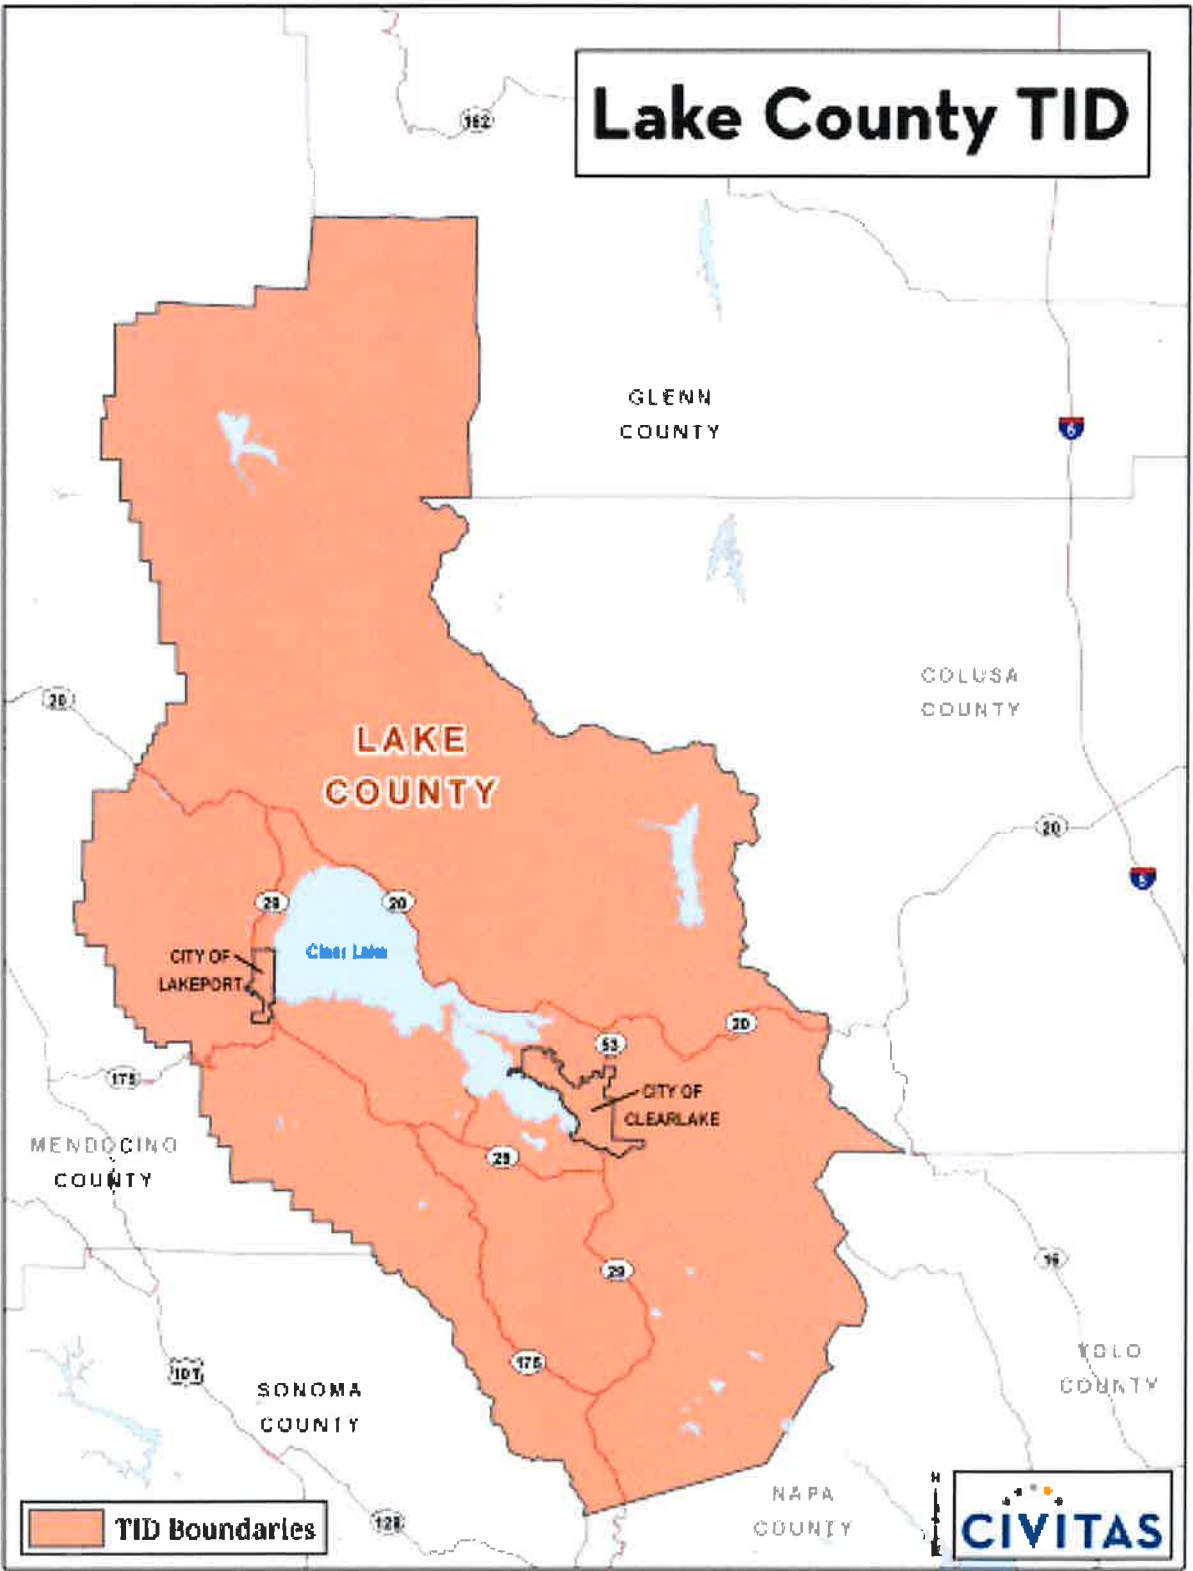 Lake County TID
162
GLENN
COUNTY
5
COLUSA
COUNTY
20
LAKE
COUNTY
20
5
29
20
Clear Lake
CITY OF
LAKEPORT
20
53
175
CITY OF
CLEARLAKE
MENDOCINO
COUNTY
29
16
29
YOLO
COUNTY
175
101
SONOMA
COUNTY
N
NAPA
COUNTY
128
TID Boundaries
CIVITAS